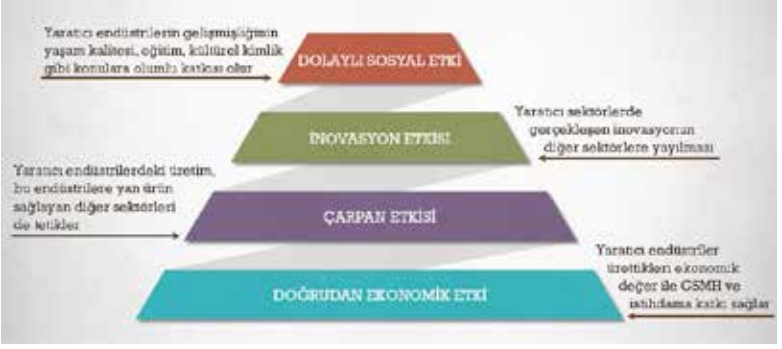 Yaratıcı endüstrilerin gelişmişliğinin
yaşam kalitesi, eğitim, kültürel kimlik
gibi konulara olumlu katkısı olur
DOLAYLI SOSYAL ETKİ
İNOVASYON ETKİSİ
Yaratıcı sektörlerde
gerçekleşen inovasyonun
diğer sektörlere yayılması
Yaratıcı endüstrilerdeki üretim,
bu endüstrilere yan ürün
sağlayan diğer sektörleri
de tetikler
ÇARPAN ETKİSİ
Yaratıcı endüstriler
ürettikleri ekonomik
değer ile GSMH ve
istihdama katkı sağlar
DOĞRUDAN EKONOMİK ETKİ